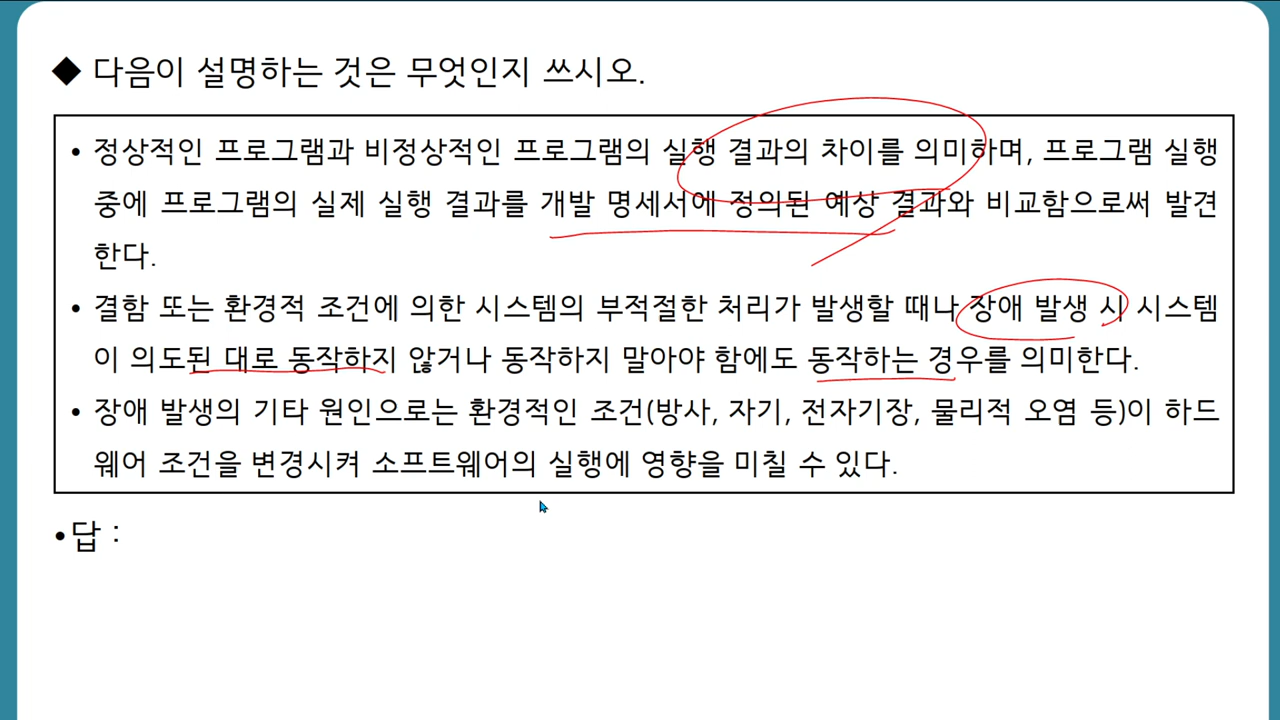 ◆ 다음이 설명하는 것은 무엇인지 쓰시오.
• 정상적인 프로그램과 비정상적인 프로그램의 실행 결과의 차이를 의미하며, 프로그램 실행
중에 프로그램의 실제 실행 결과를 개발 명세서에 정의된 예상 결과와 비교함으로써 발견
한다.
• 결함 또는 환경적 조건에 의한 시스템의 부적절한 처리가 발생할 때나 장애 발생 시 시스템
이 의도된 대로 동작하지 않거나 동작하지 말아야 함에도 동작하는 경우를 의미한다.
• 장애 발생의 기타 원인으로는 환경적인 조건(방사, 자기, 전자기장, 물리적 오염 등)이 하드
웨어 조건을 변경시켜 소프트웨어의 실행에 영향을 미칠 수 있다.
• 답 :